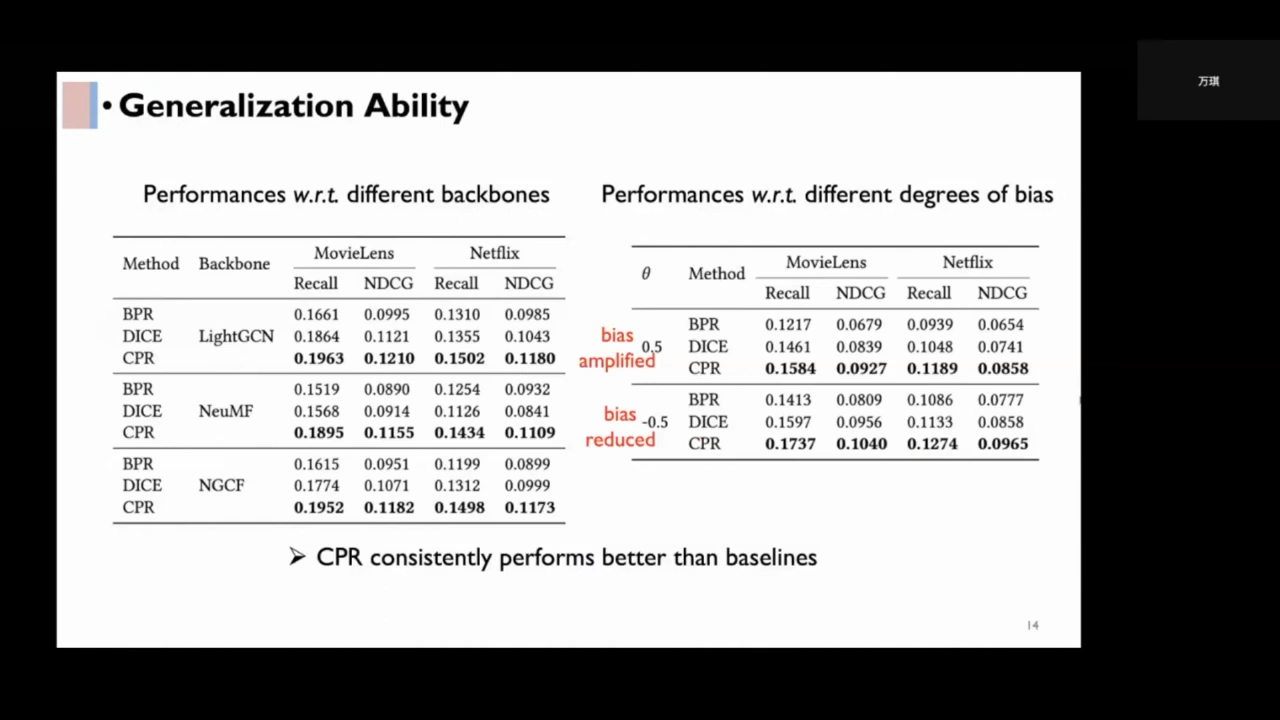 • Generalization Ability
万琪
Performances w.r.t. different backbones
Method Backbone MovieLens Netflix
Recall NDCG Recall NDCG
BPR 0.1661 0.0995 0.1310 0.0985
DICE LightGCN 0.1864 0.1121 0.1355 0.1043
CPR 0.1963 0.1210 0.1502 0.1180
BPR 0.1519 0.0890 0.1254 0.0932
DICE NeuMF 0.1568 0.0914 0.1126 0.0841
CPR 0.1895 0.1155 0.1434 0.1109
BPR 0.1615 0.0951 0.1199 0.0899
DICE NGCF 0.1774 0.1071 0.1312 0.0999
CPR 0.1952 0.1182 0.1498 0.1173
Performances w.r.t. different degrees of bias
θ Method MovieLens Netflix
Recall NDCG Recall NDCG
bias
amplified
BPR 0.1217 0.0679 0.0939 0.0654
0.5 DICE 0.1461 0.0839 0.1048 0.0741
CPR 0.1584 0.0927 0.1189 0.0858
bias
reduced
BPR 0.1413 0.0809 0.1086 0.0777
-0.5 DICE 0.1597 0.0956 0.1133 0.0858
CPR 0.1737 0.1040 0.1274 0.0965
➢ CPR consistently performs better than baselines
14